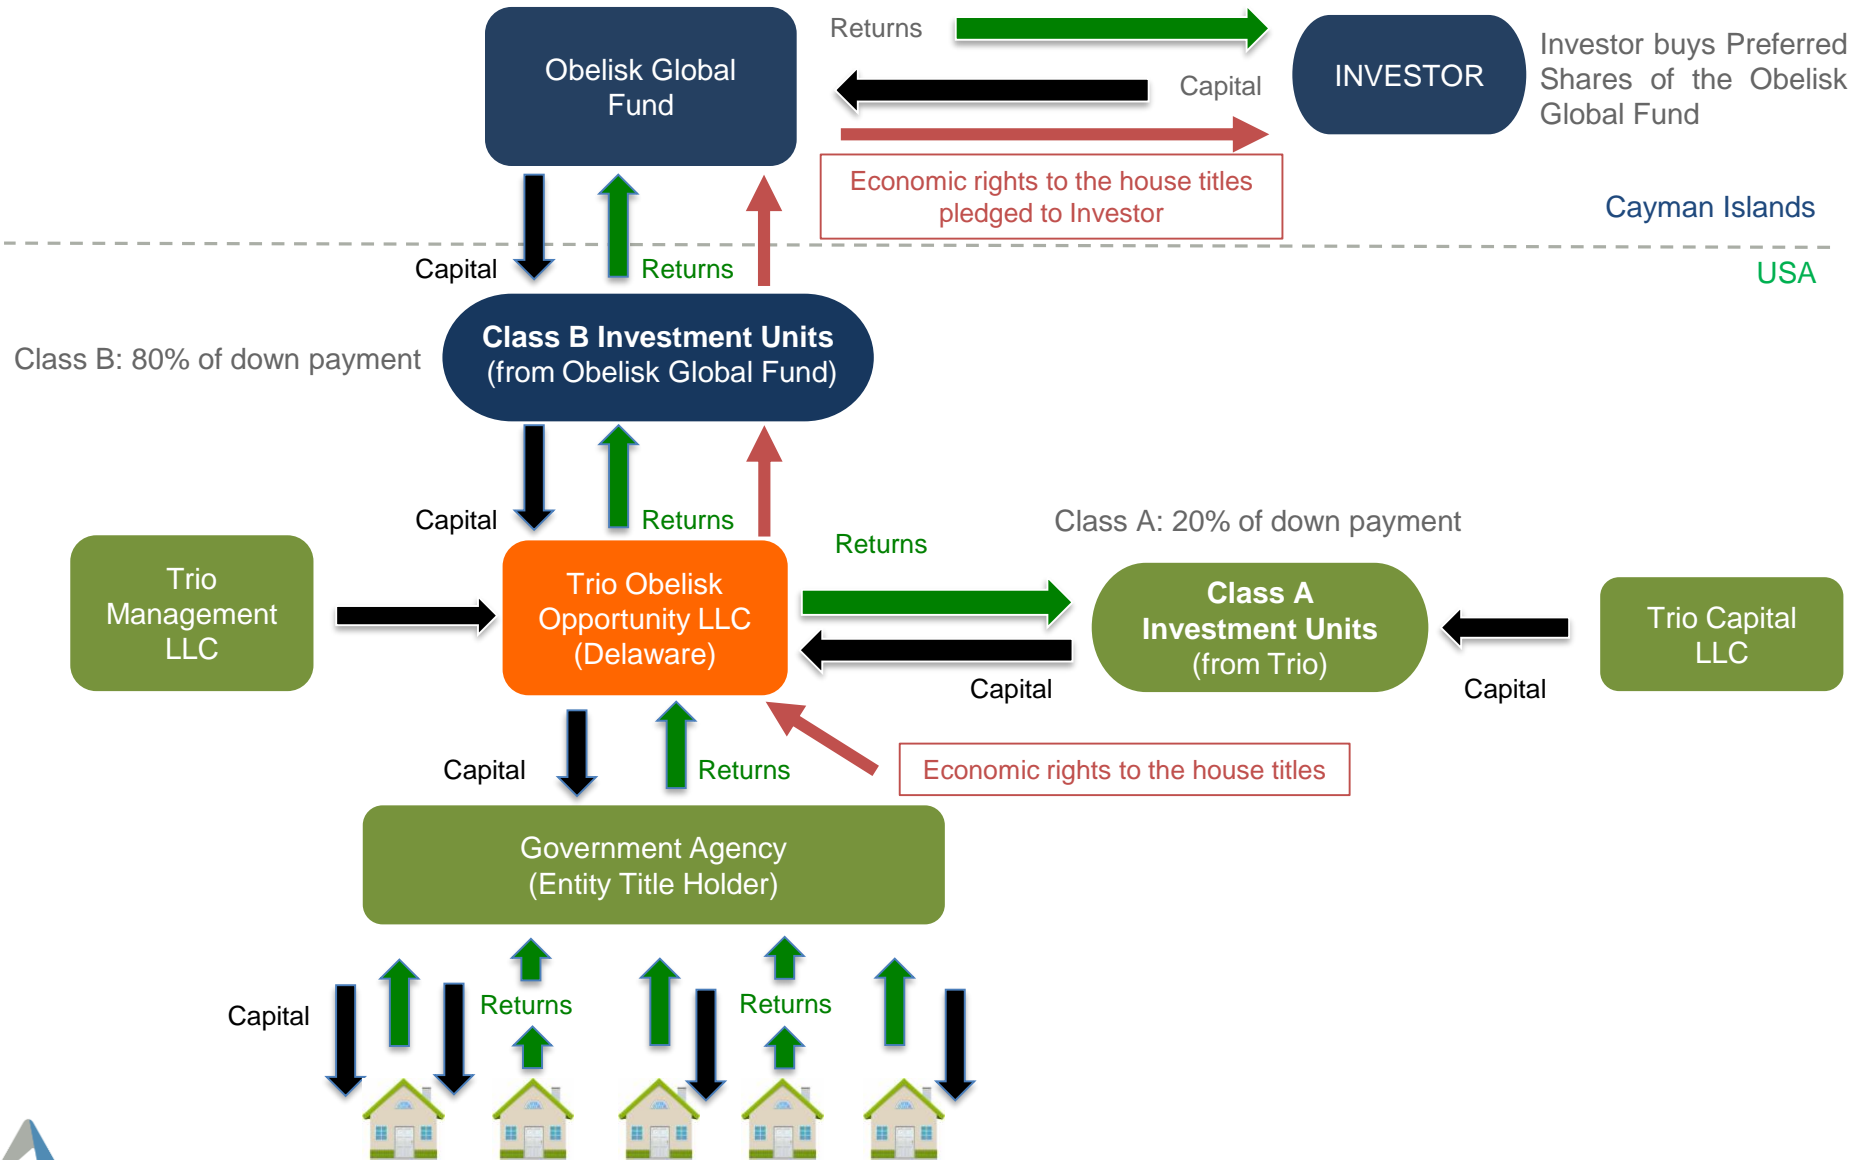 Obelisk Global
Fund
Returns
Capital
INVESTOR
Investor buys Preferred
Shares of the Obelisk
Global Fund
Economic rights to the house titles
pledged to Investor
Cayman Islands
USA
Capital
Returns
Class B: 80% of down payment
Class B Investment Units
(from Obelisk Global Fund)
Capital
Returns
Class A: 20% of down payment
Trio
Management
LLC
Trio Obelisk
Opportunity LLC
(Delaware)
Returns
Capital
Class A
Investment Units
(from Trio)
Capital
Trio Capital
LLC
Capital
Returns
Economic rights to the house titles
Government Agency
(Entity Title Holder)
Capital
Returns
Returns